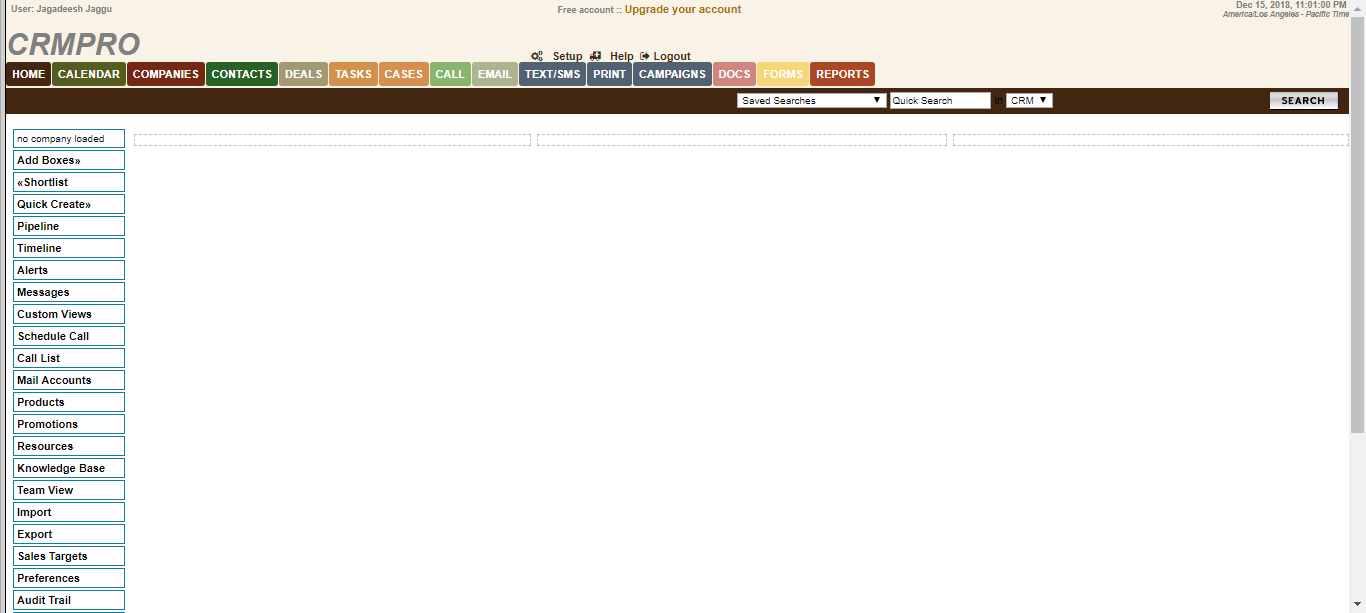 User: Jagadeesh Jaggu
Free account :: Upgrade your account
Dec 15, 2018, 11:01:00 PM
America/Los Angeles - Pacific Time
CRMPRO
Setup Help Logout
HOME CALENDAR COMPANIES CONTACTS DEALS TASKS CASES CALL EMAIL TEXT/SMS PRINT CAMPAIGNS DOCS FORMS REPORTS
Saved Searches Quick Search in CRM SEARCH
no company loaded
Add Boxes»
«Shortlist
Quick Create»
Pipeline
Timeline
Alerts
Messages
Custom Views
Schedule Call
Call List
Mail Accounts
Products
Promotions
Resources
Knowledge Base
Team View
Import
Export
Sales Targets
Preferences
Audit Trail